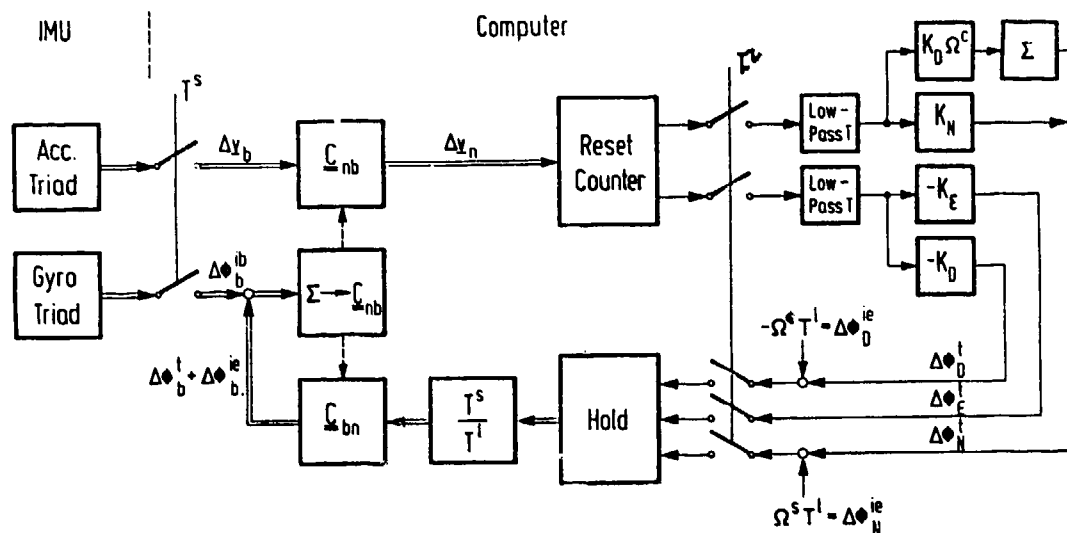 IMU
Computer
T^s
T^l
K_D Ω^c
Σ
Acc.
Triad
Δv_b
C_nb
Δv_n
Reset
Counter
Low-
Pass T
K_N
Low-
Pass T
-K_E
-K_D
Gyro
Triad
ΔΦ_b^ib
Σ → C_nb
ΔΦ_b^t + ΔΦ_b^ie
C_bn
T^s
T^l
Hold
-Ω^c T^l = ΔΦ_D^ie
ΔΦ_D^t
ΔΦ_E^t
ΔΦ_N^t
Ω^s T^l = ΔΦ_N^ie